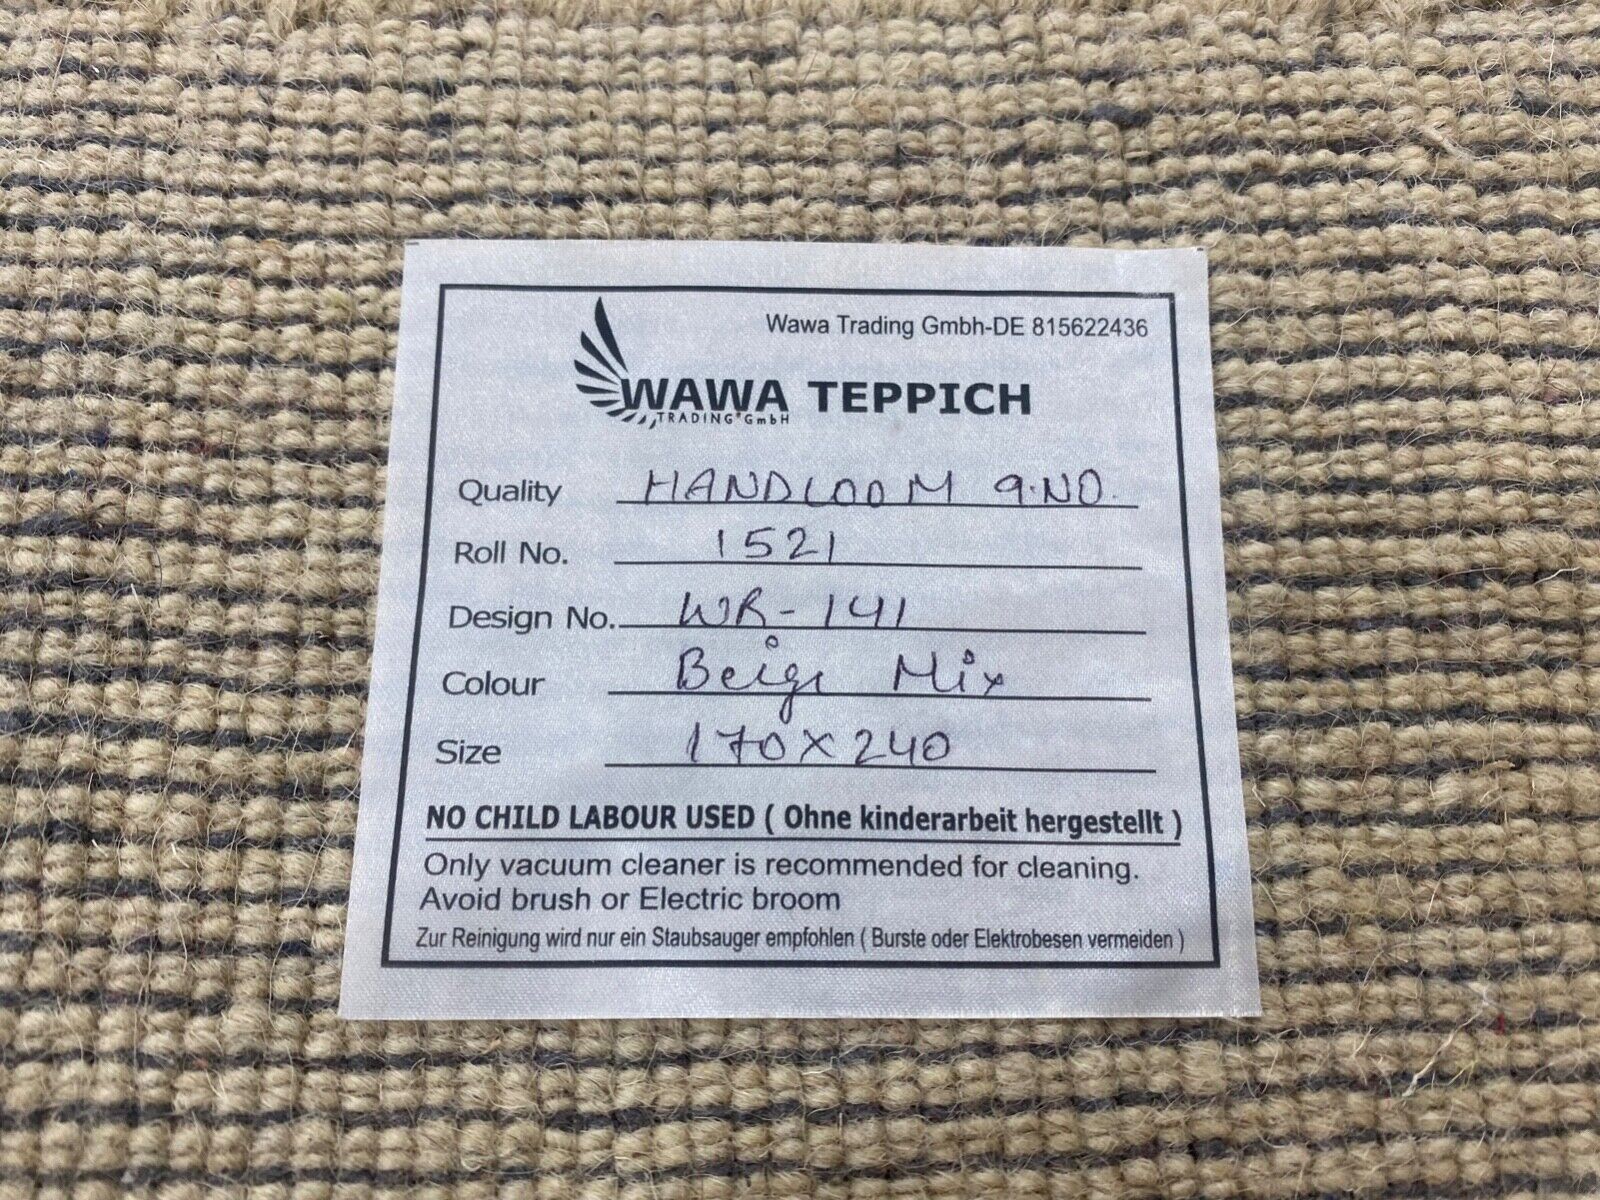 Wawa Trading Gmbh-DE 815622436
WAWA TEPPICH
TRADING GmbH
Quality HANDLOOM 9.NO.
Roll No. 1521
Design No. WR-141
Colour Beige Mix
Size 170X240
NO CHILD LABOUR USED ( Ohne kinderarbeit hergestellt )
Only vacuum cleaner is recommended for cleaning.
Avoid brush or Electric broom
Zur Reinigung wird nur ein Staubsauger empfohlen ( Burste oder Elektrobesen vermeiden )